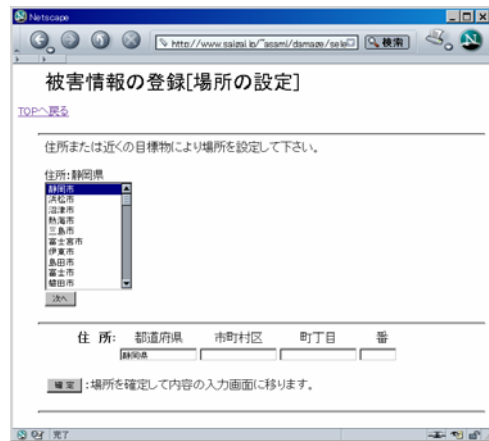 Netscape
http://www.saizai.jp/~asami/damaze/sele
検索
被害情報の登録[場所の設定]
TOPへ戻る
住所または近くの目標物により場所を設定して下さい。
住所:静岡県
静岡市
浜松市
沼津市
熱海市
三島市
富士宮市
伊東市
島田市
富士市
磐田市
次へ
住 所: 都道府県 市町村区 町丁目 番
静岡県
確定 :場所を確定して内容の入力画面に移ります。
完了